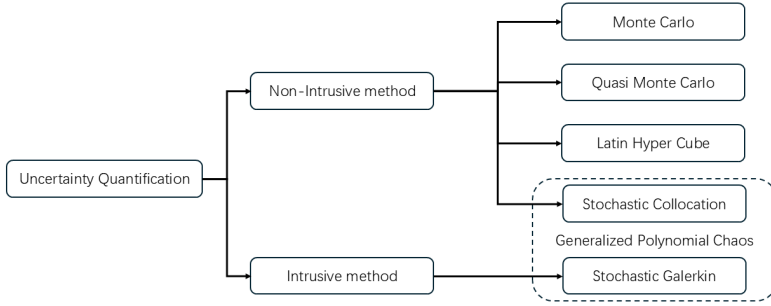 Monte Carlo
Non-Intrusive method
Quasi Monte Carlo
Latin Hyper Cube
Uncertainty Quantification
Stochastic Collocation
Generalized Polynomial Chaos
Intrusive method
Stochastic Galerkin